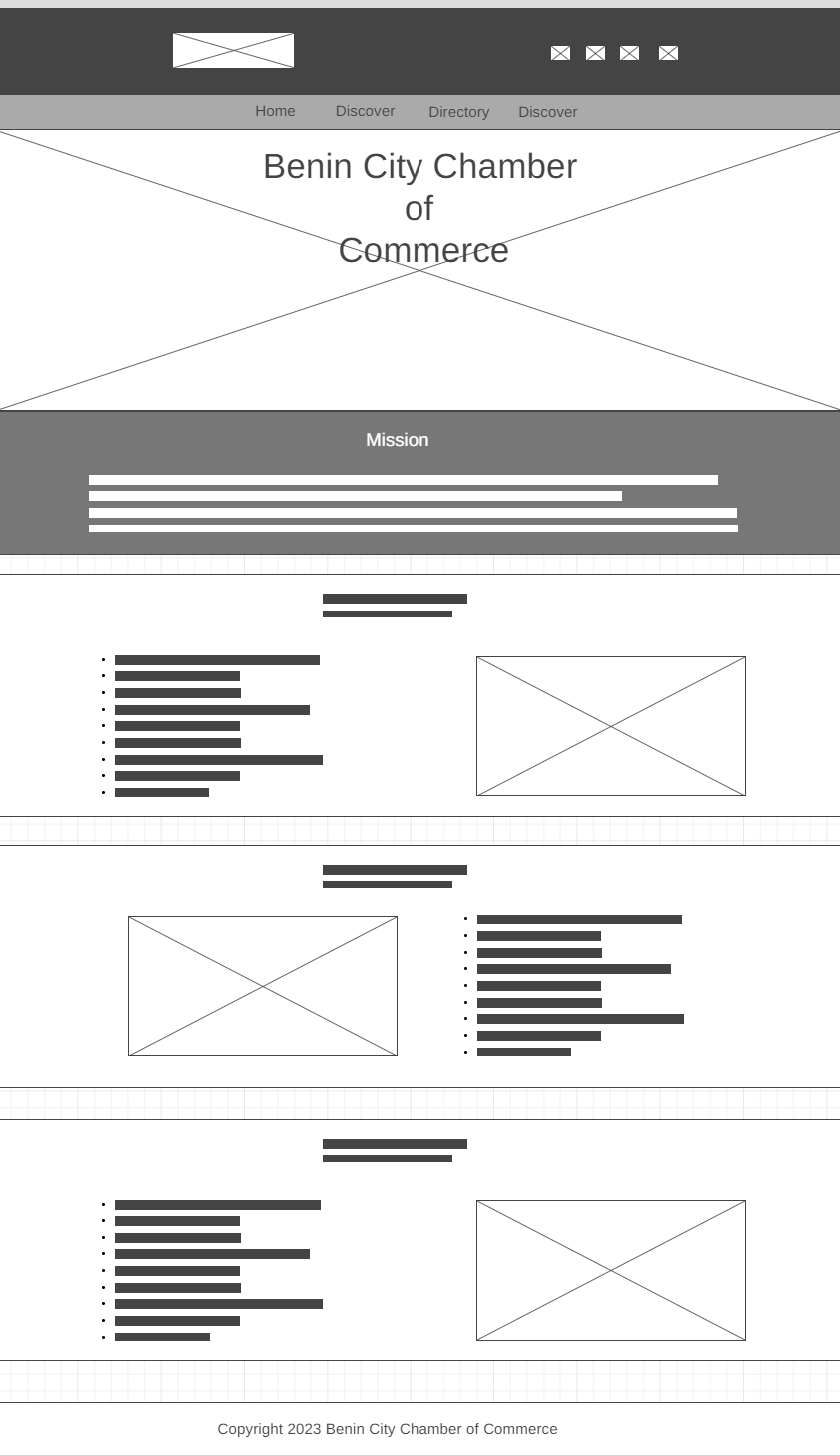 Home Discover Directory Discover
Benin City Chamber
of
Commerce
Mission
Copyright 2023 Benin City Chamber of Commerce